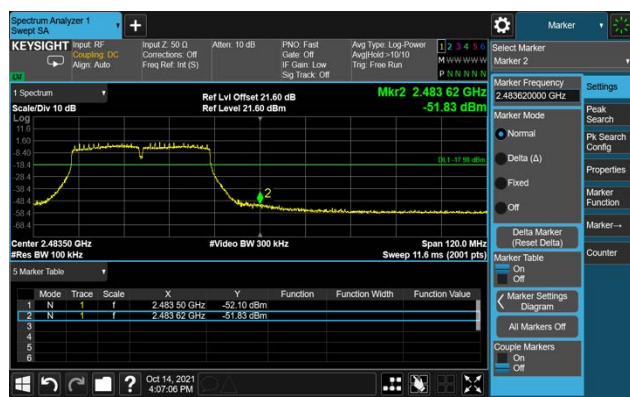 Spectrum Analyzer 1
Swept SA
KEYSIGHT
Input: RF
Coupling: DC
Align: Auto
Input Z: 50 Ω
Corrections: Off
Freq Ref: Int (S)
Atten: 10 dB
PNO: Fast
Gate: Off
IF Gain: Low
Sig Track: Off
Avg Type: Log-Power
Avg|Hold:>10/10
Trig: Free Run
1 2 3 4 5 6
M W W W W W
P N N N N N
1 Spectrum
Scale/Div 10 dB
Ref Lvl Offset 21.60 dB
Ref Level 21.60 dBm
Mkr2 2.483 62 GHz
-51.83 dBm
Log
11.6
1.60
-8.40
-18.4
-28.4
-38.4
-48.4
-58.4
-68.4
DL1 -17.98 dBm
2
Center 2.48350 GHz
#Res BW 100 kHz
#Video BW 300 kHz
Span 120.0 MHz
Sweep 11.6 ms (2001 pts)
5 Marker Table
Mode Trace Scale X Y Function Function Width Function Value
1 N 1 f 2.483 50 GHz -52.10 dBm
2 N 1 f 2.483 62 GHz -51.83 dBm
3
4
5
6
Oct 14, 2021
4:07:06 PM
Marker
Select Marker
Marker 2
Marker Frequency
2.483620000 GHz
Marker Mode
Normal
Delta (Δ)
Fixed
Off
Delta Marker
(Reset Delta)
Marker Table
On
Off
Marker Settings
Diagram
All Markers Off
Couple Markers
On
Off
Settings
Peak
Search
Pk Search
Config
Properties
Marker
Function
Marker→
Counter